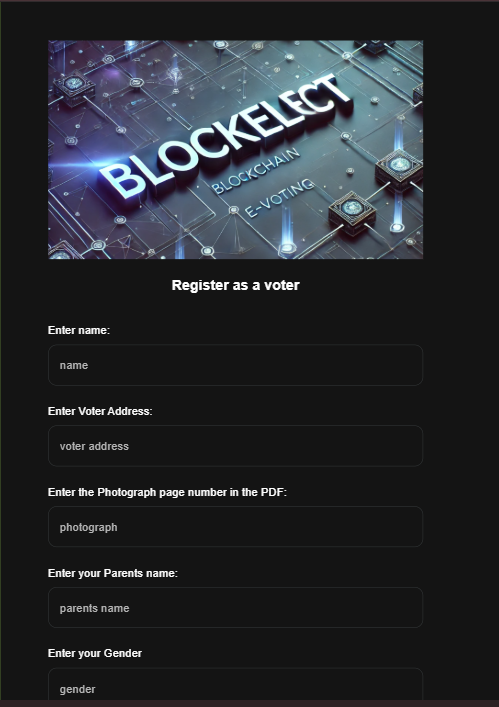 BLOCKELECT
BLOCKCHAIN
E-VOTING
Register as a voter
Enter name:
name
Enter Voter Address:
voter address
Enter the Photograph page number in the PDF:
photograph
Enter your Parents name:
parents name
Enter your Gender
gender